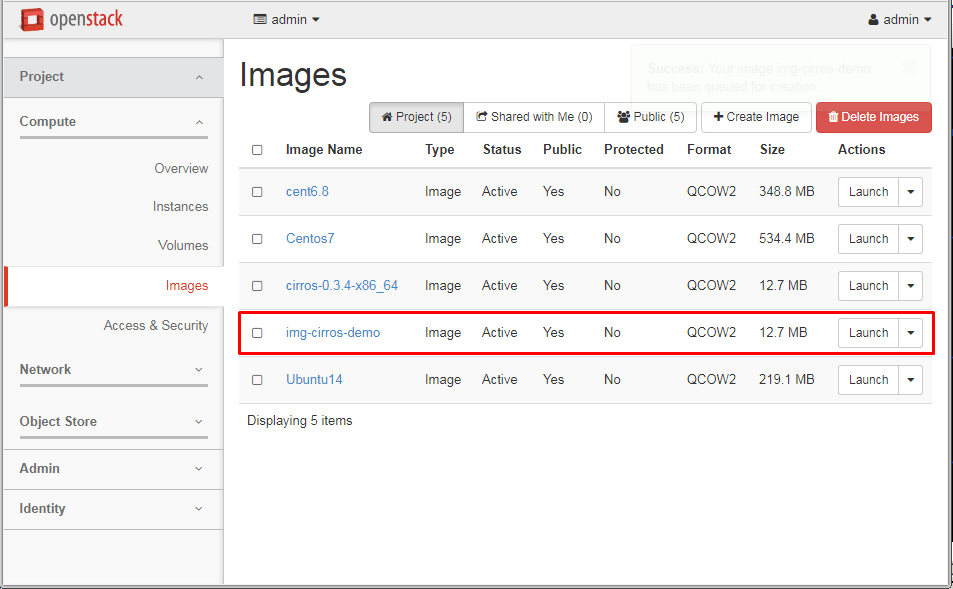 openstack admin admin
Project
Compute
Overview
Instances
Volumes
Images
Access & Security
Network
Object Store
Admin
Identity
Images
Success: Your image img-cirros-demo
has been queued for creation.
Project (5) Shared with Me (0) Public (5) Create Image Delete Images
Image Name Type Status Public Protected Format Size Actions
cent6.8 Image Active Yes No QCOW2 348.8 MB Launch
Centos7 Image Active Yes No QCOW2 534.4 MB Launch
cirros-0.3.4-x86_64 Image Active Yes No QCOW2 12.7 MB Launch
img-cirros-demo Image Active Yes No QCOW2 12.7 MB Launch
Ubuntu14 Image Active Yes No QCOW2 219.1 MB Launch
Displaying 5 items